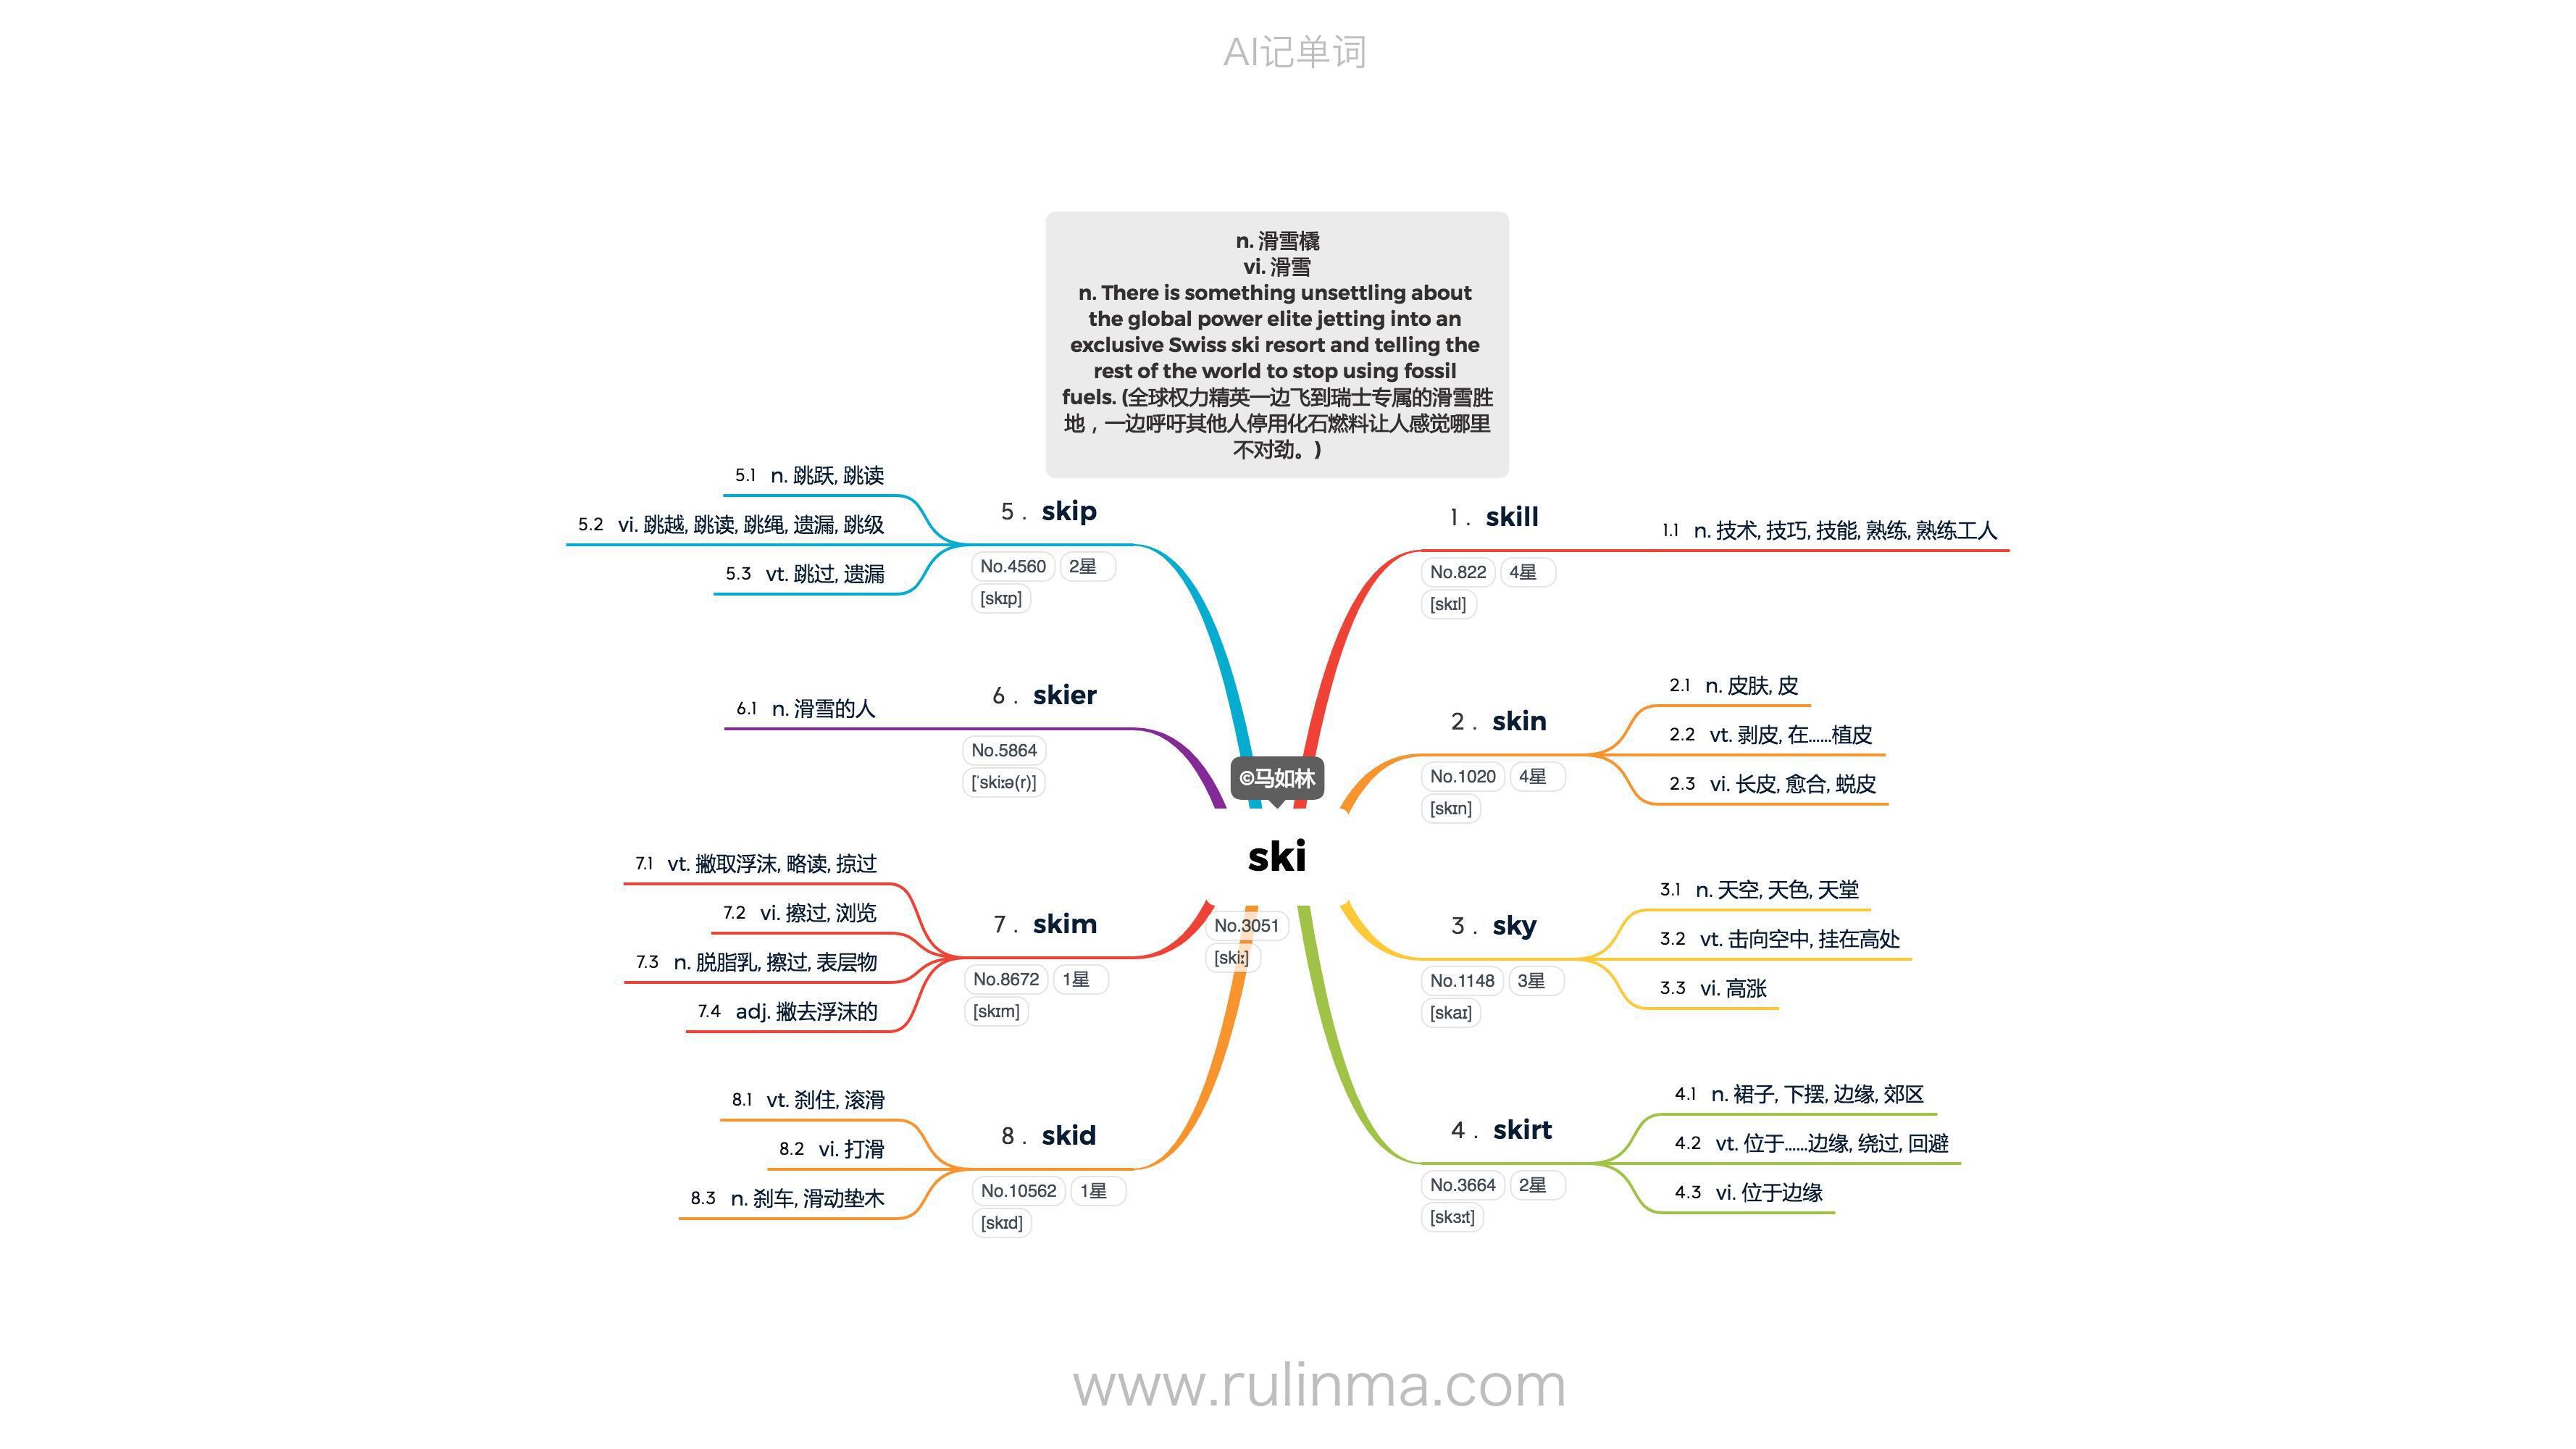 AI记单词
n. 滑雪橇
vi. 滑雪
n. There is something unsettling about
the global power elite jetting into an
exclusive Swiss ski resort and telling the
rest of the world to stop using fossil
fuels. (全球权力精英一边飞到瑞士专属的滑雪胜
地，一边呼吁其他人停用化石燃料让人感觉哪里
不对劲。)
©马如林
ski
No.3051
[skiː]
1. skill
No.822 4星
[skɪl]
1.1 n. 技术, 技巧, 技能, 熟练, 熟练工人
2. skin
No.1020 4星
[skɪn]
2.1 n. 皮肤, 皮
2.2 vt. 剥皮, 在……植皮
2.3 vi. 长皮, 愈合, 蜕皮
3. sky
No.1148 3星
[skaɪ]
3.1 n. 天空, 天色, 天堂
3.2 vt. 击向空中, 挂在高处
3.3 vi. 高涨
4. skirt
No.3664 2星
[skɜːt]
4.1 n. 裙子, 下摆, 边缘, 郊区
4.2 vt. 位于……边缘, 绕过, 回避
4.3 vi. 位于边缘
5. skip
No.4560 2星
[skɪp]
5.1 n. 跳跃, 跳读
5.2 vi. 跳越, 跳读, 跳绳, 遗漏, 跳级
5.3 vt. 跳过, 遗漏
6. skier
No.5864
[ˈskiːə(r)]
6.1 n. 滑雪的人
7. skim
No.8672 1星
[skɪm]
7.1 vt. 撇取浮沫, 略读, 掠过
7.2 vi. 擦过, 浏览
7.3 n. 脱脂乳, 擦过, 表层物
7.4 adj. 撇去浮沫的
8. skid
No.10562 1星
[skɪd]
8.1 vt. 刹住, 滚滑
8.2 vi. 打滑
8.3 n. 刹车, 滑动垫木
www.rulinma.com